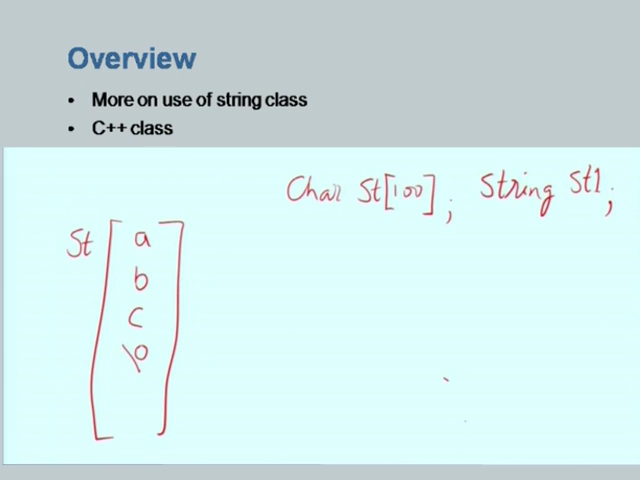 Overview
• More on use of string class
• C++ class
Char St[100]; String St1;
St
a
b
c
\0